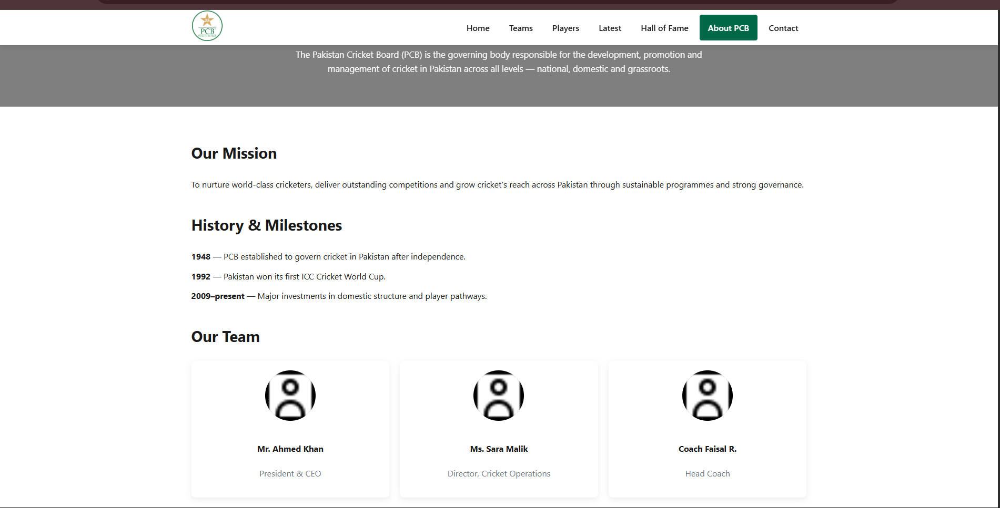 PCB
Home
Teams
Players
Latest
Hall of Fame
About PCB
Contact
The Pakistan Cricket Board (PCB) is the governing body responsible for the development, promotion and
management of cricket in Pakistan across all levels — national, domestic and grassroots.
Our Mission
To nurture world-class cricketers, deliver outstanding competitions and grow cricket's reach across Pakistan through sustainable programmes and strong governance.
History & Milestones
1948 — PCB established to govern cricket in Pakistan after independence.
1992 — Pakistan won its first ICC Cricket World Cup.
2009–present — Major investments in domestic structure and player pathways.
Our Team
Mr. Ahmed Khan
President & CEO
Ms. Sara Malik
Director, Cricket Operations
Coach Faisal R.
Head Coach